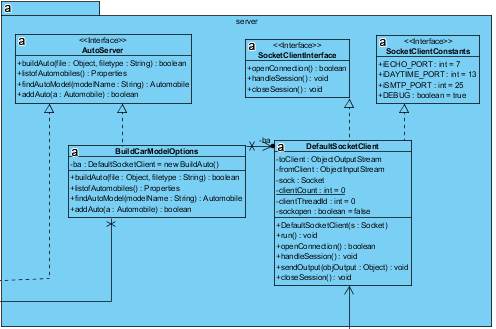 a
server
a
<<Interface>>
AutoServer
+buildAuto(file : Object, filetype : String) : boolean
+listofAutomobiles() : Properties
+findAutoModel(modelName : String) : Automobile
+addAuto(a : Automobile) : boolean
a
<<Interface>>
SocketClientInterface
+openConnection() : boolean
+handleSession() : void
+closeSession() : void
a
<<Interface>>
SocketClientConstants
+iECHO_PORT : int = 7
+iDAYTIME_PORT : int = 13
+iSMTP_PORT : int = 25
+DEBUG : boolean = true
a
BuildCarModelOptions
-ba : DefaultSocketClient = new BuildAuto()
+buildAuto(file : Object, filetype : String) : boolean
+listofAutomobiles() : Properties
+findAutoModel(modelName : String) : Automobile
+addAuto(a : Automobile) : boolean
-ba
a
DefaultSocketClient
-toClient : ObjectOutputStream
-fromClient : ObjectInputStream
-sock : Socket
-clientCount : int = 0
-clientThreadId : int = 0
-sockopen : boolean = false
+DefaultSocketClient(s : Socket)
+run() : void
+openConnection() : boolean
+handleSession() : void
+sendOutput(objOutput : Object) : void
+closeSession() : void